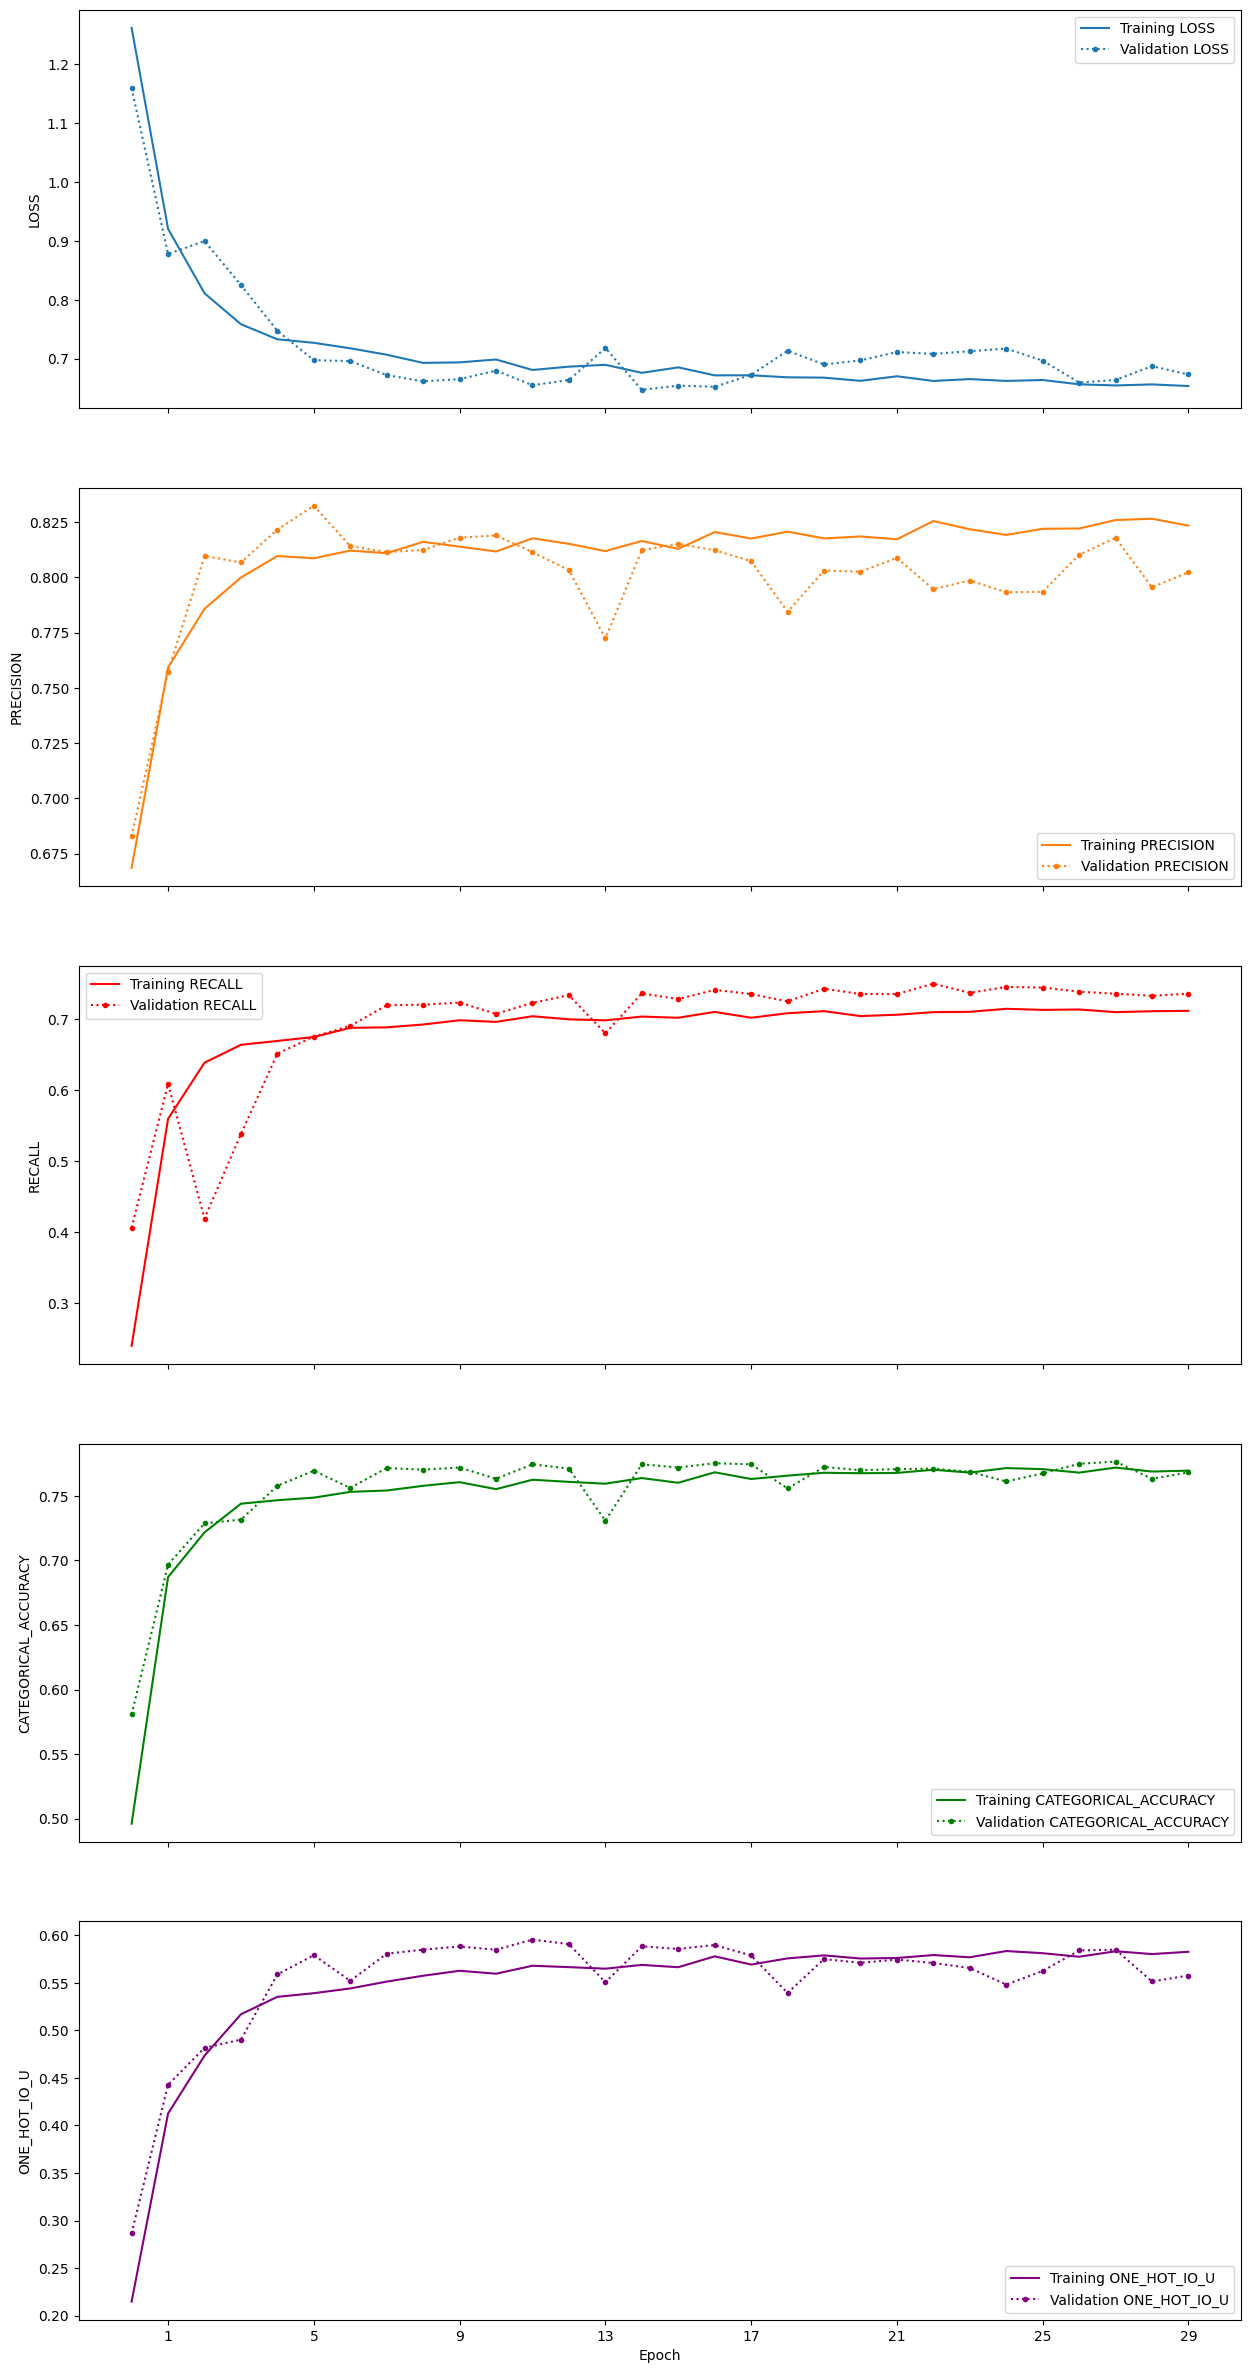 Training LOSS
Validation LOSS
1.2
1.1
1.0
0.9
0.8
0.7
LOSS
0.825
0.800
0.775
0.750
0.725
0.700
0.675
PRECISION
Training PRECISION
Validation PRECISION
Training RECALL
Validation RECALL
0.7
0.6
0.5
0.4
0.3
RECALL
0.75
0.70
0.65
0.60
0.55
0.50
CATEGORICAL_ACCURACY
Training CATEGORICAL_ACCURACY
Validation CATEGORICAL_ACCURACY
0.60
0.55
0.50
0.45
0.40
0.35
0.30
0.25
0.20
ONE_HOT_IO_U
Training ONE_HOT_IO_U
Validation ONE_HOT_IO_U
1 5 9 13 17 21 25 29
Epoch